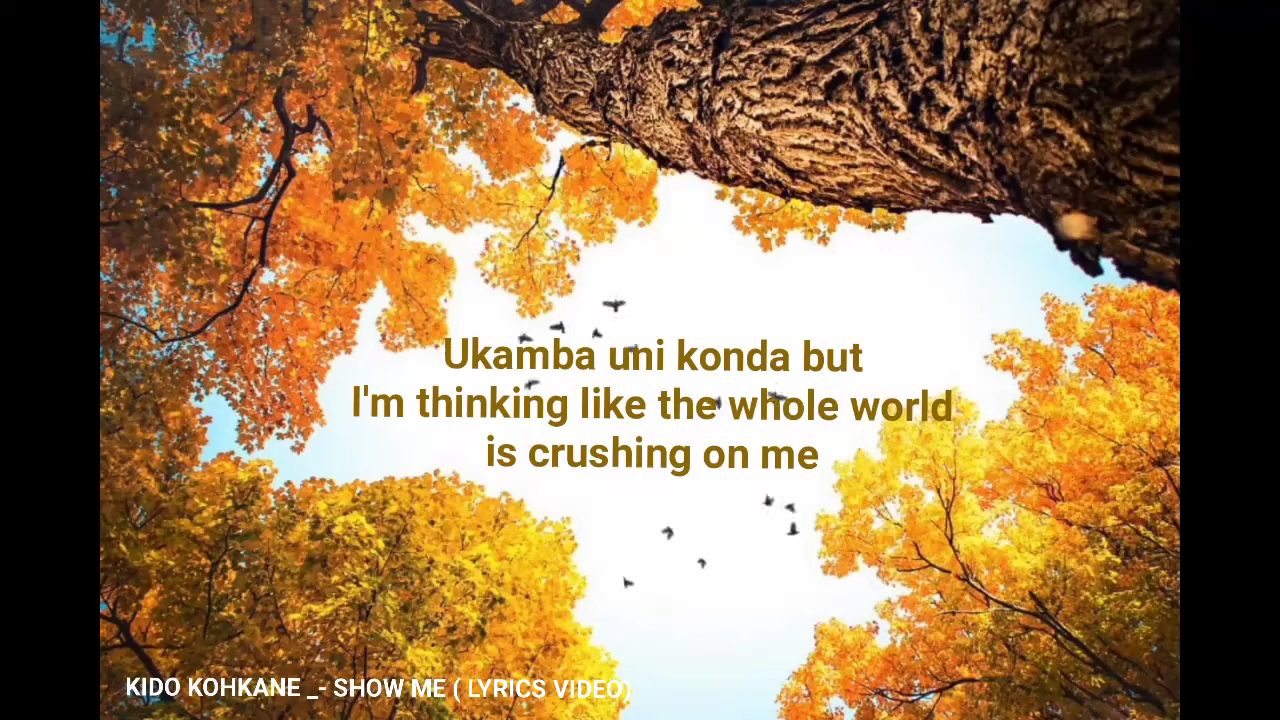 Ukamba uni konda but
I'm thinking like the whole world
is crushing on me
KIDO KOHKANE _- SHOW ME ( LYRICS VIDEO)